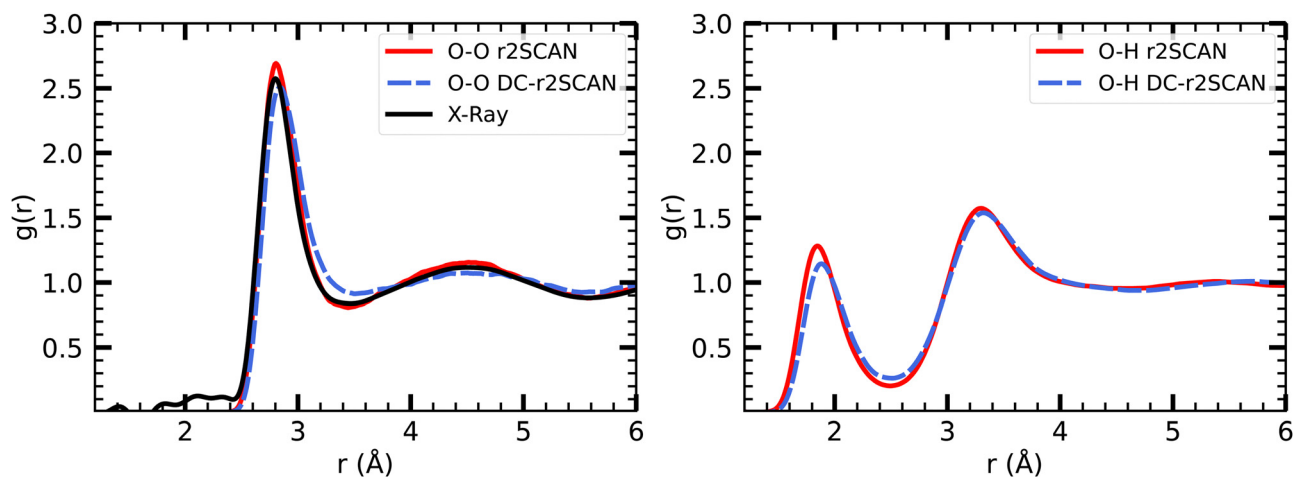 3.0
2.5
2.0
1.5
1.0
0.5
g(r)
O-O r2SCAN
O-O DC-r2SCAN
X-Ray
2 3 4 5 6
r (Å)
3.0
2.5
2.0
1.5
1.0
0.5
g(r)
O-H r2SCAN
O-H DC-r2SCAN
2 3 4 5 6
r (Å)